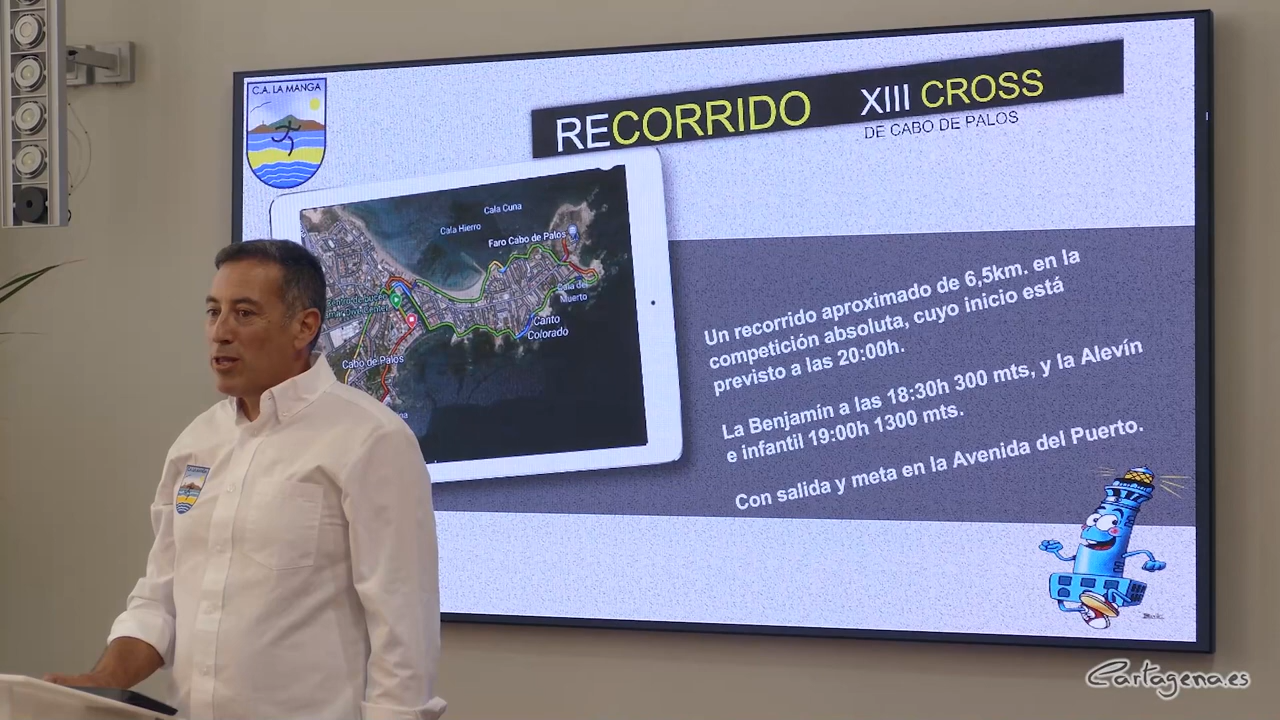 C.A. LA MANGA
RECORRIDO
XIII CROSS
DE CABO DE PALOS
Cala Cuna
Cala Hierro
Faro Cabo de Palos
Cala del
Muerto
Canto
Colorado
Cabo de Palos
Un recorrido aproximado de 6,5km. en la
competición absoluta, cuyo inicio está
previsto a las 20:00h.
La Benjamín a las 18:30h 300 mts, y la Alevín
e infantil 19:00h 1300 mts.
Con salida y meta en la Avenida del Puerto.
Cartagena.es